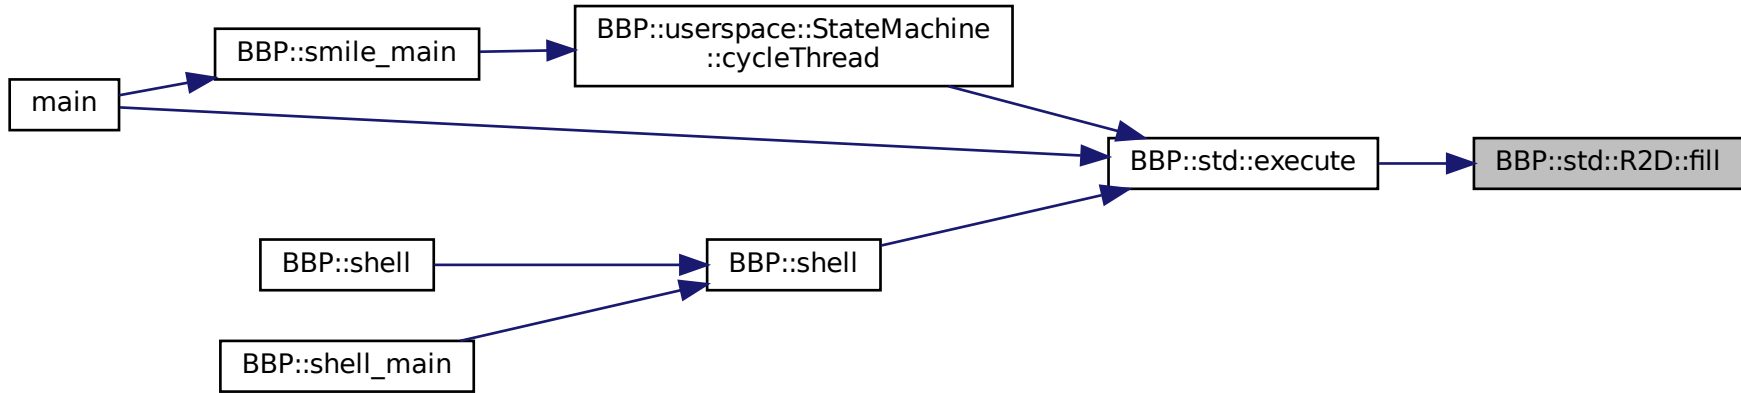 BBP::userspace::StateMachine
::cycleThread
BBP::smile_main
main
BBP::std::execute
BBP::std::R2D::fill
BBP::shell
BBP::shell
BBP::shell_main